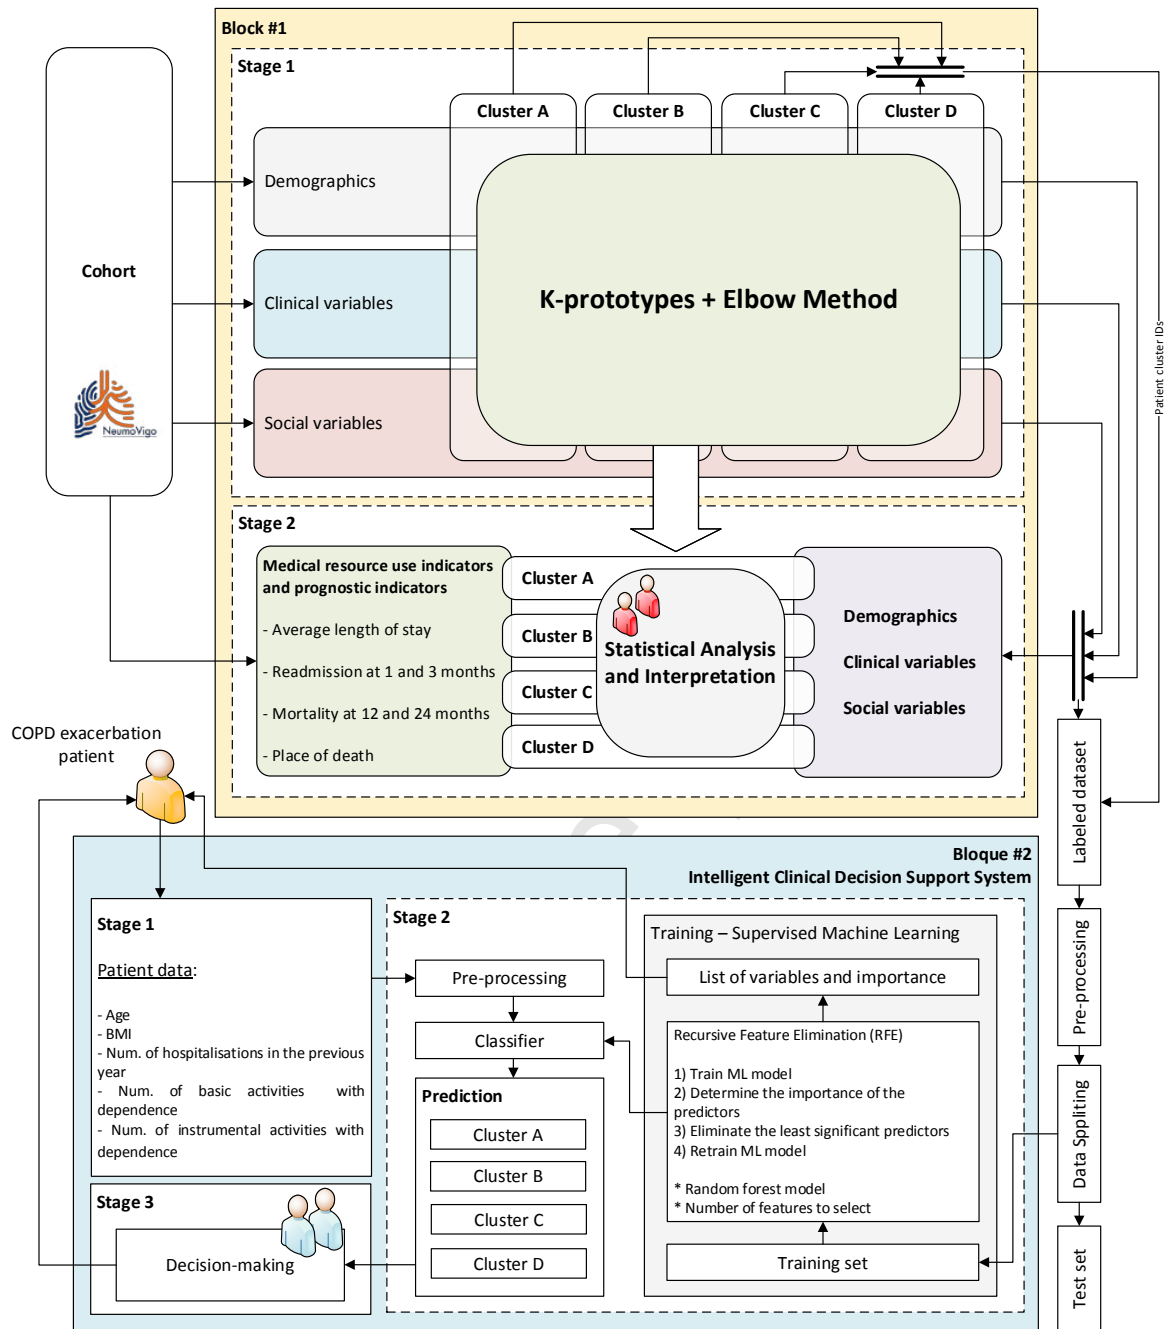 Block #1
Stage 1
Cluster A
Cluster B
Cluster C
Cluster D
Cohort
NeumoVigo
Demographics
Clinical variables
Social variables
K-prototypes + Elbow Method
Patient cluster IDs
Stage 2
Medical resource use indicators
and prognostic indicators
- Average length of stay
- Readmission at 1 and 3 months
- Mortality at 12 and 24 months
- Place of death
Cluster A
Cluster B
Cluster C
Cluster D
Statistical Analysis
and Interpretation
Demographics
Clinical variables
Social variables
COPD exacerbation
patient
Labeled dataset
Pre-processing
Data Sppliting
Test set
Bloque #2
Intelligent Clinical Decision Support System
Stage 1
Patient data:
- Age
- BMI
- Num. of hospitalisations in the previous
year
- Num. of basic activities with
dependence
- Num. of instrumental activities with
dependence
Stage 2
Pre-processing
Classifier
Prediction
Cluster A
Cluster B
Cluster C
Cluster D
Training – Supervised Machine Learning
List of variables and importance
Recursive Feature Elimination (RFE)
1) Train ML model
2) Determine the importance of the
predictors
3) Eliminate the least significant predictors
4) Retrain ML model
* Random forest model
* Number of features to select
Training set
Stage 3
Decision-making